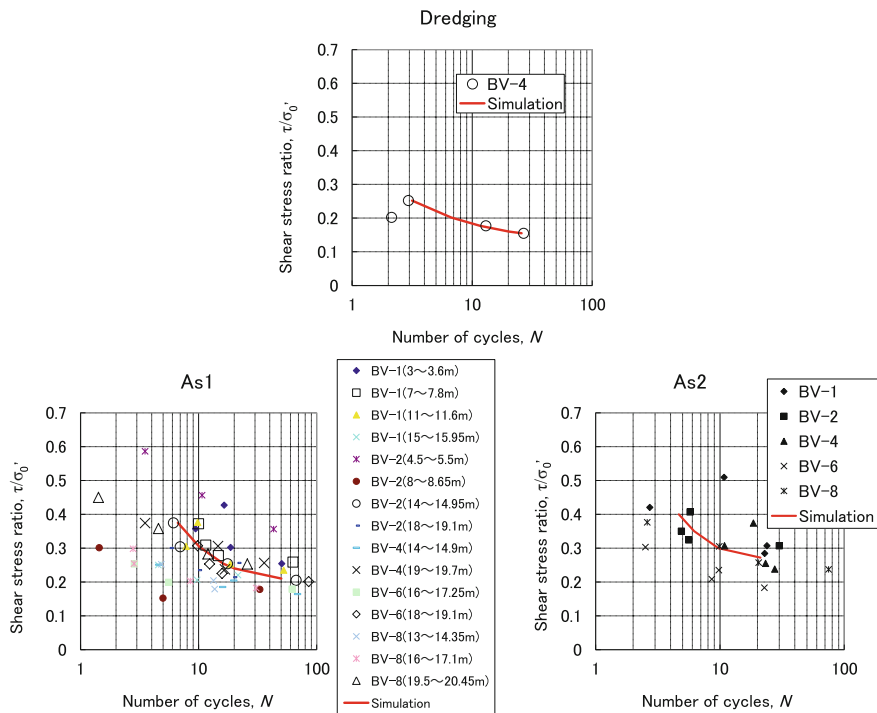 Dredging
0.7
0.6
0.5
0.4
0.3
0.2
0.1
0
1
10
100
Shear stress ratio, τ/σ₀'
Number of cycles, N
BV-4
Simulation
As1
0.7
0.6
0.5
0.4
0.3
0.2
0.1
0
1
10
100
Shear stress ratio, τ/σ₀'
Number of cycles, N
BV-1(3～3.6m)
BV-1(7～7.8m)
BV-1(11～11.6m)
BV-1(15～15.95m)
BV-2(4.5～5.5m)
BV-2(8～8.65m)
BV-2(14～14.95m)
BV-2(18～19.1m)
BV-4(14～14.9m)
BV-4(19～19.7m)
BV-6(16～17.25m)
BV-6(18～19.1m)
BV-8(13～14.35m)
BV-8(16～17.1m)
BV-8(19.5～20.45m)
Simulation
As2
0.7
0.6
0.5
0.4
0.3
0.2
0.1
0
1
10
100
Shear stress ratio, τ/σ₀'
Number of cycles, N
BV-1
BV-2
BV-4
BV-6
BV-8
Simulation